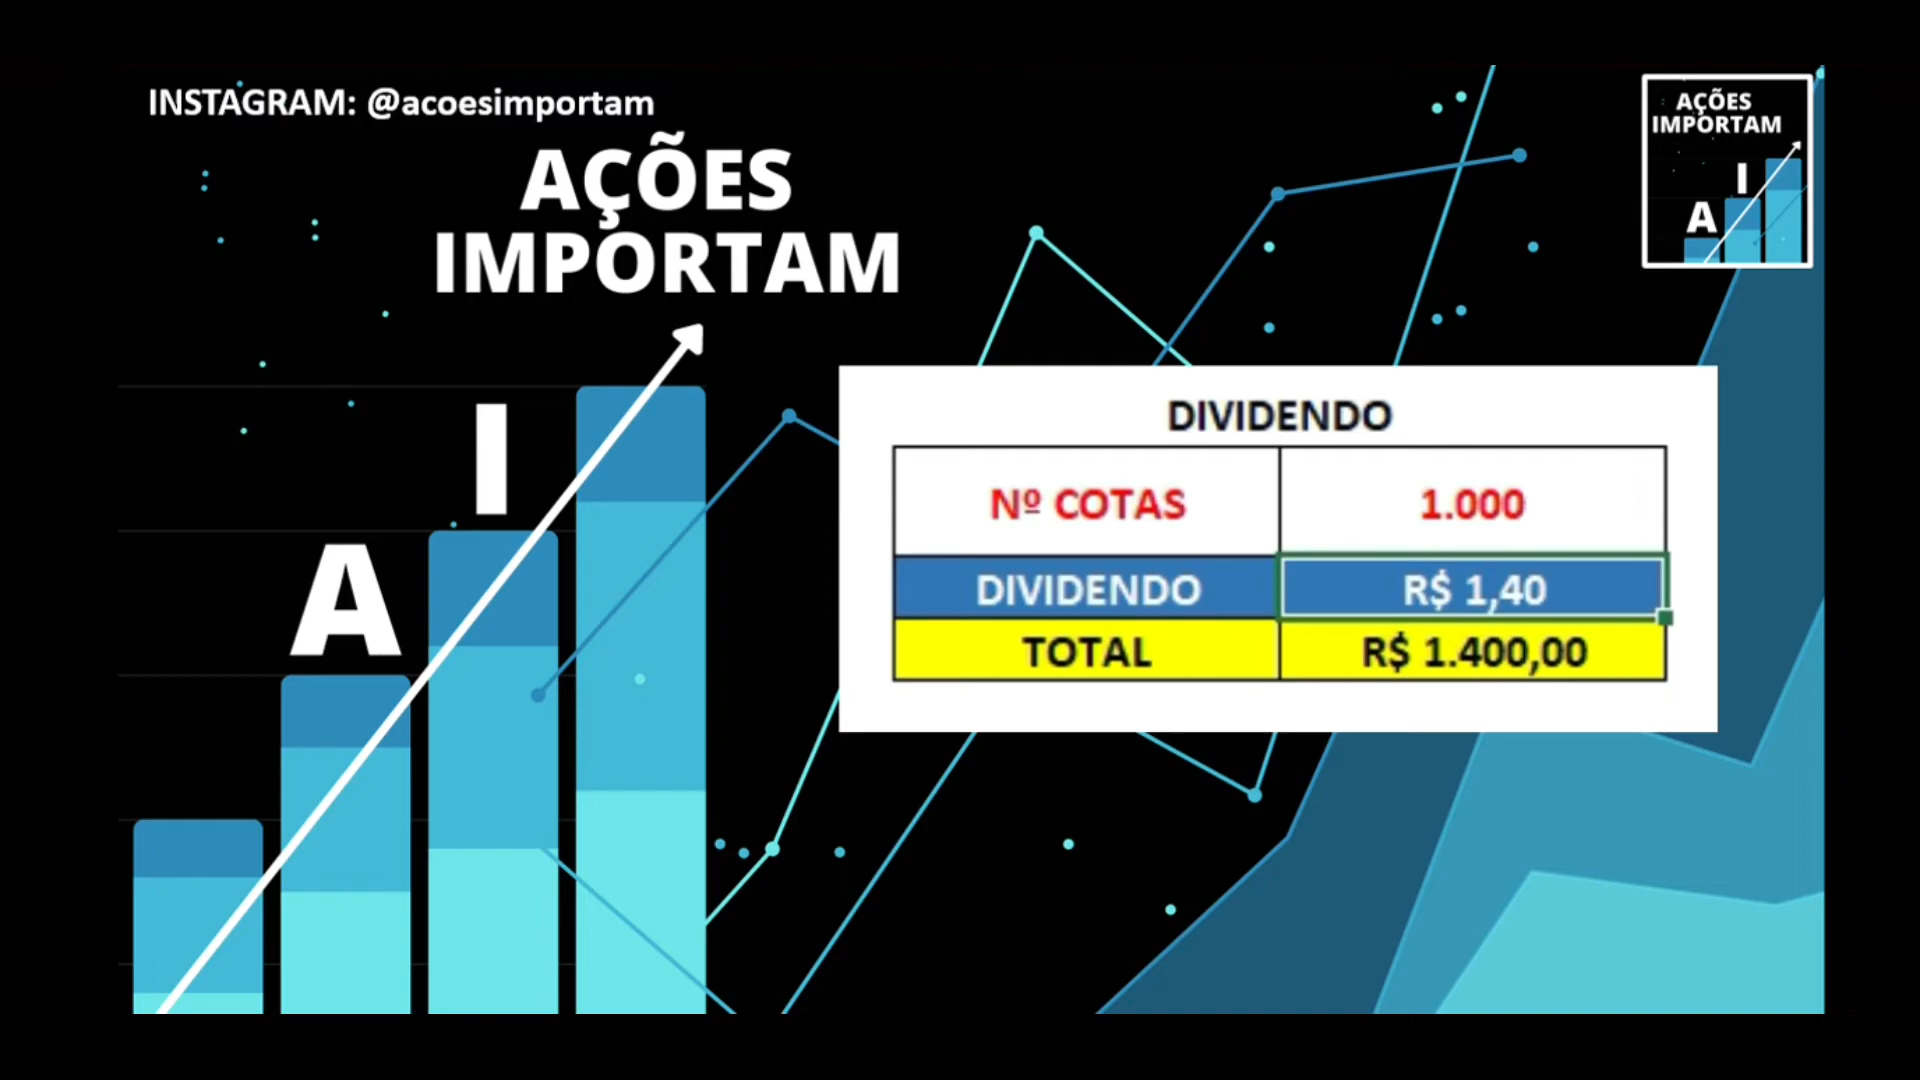 INSTAGRAM: @acoesimportam
AÇÕES
IMPORTAM
A I
AÇÕES
IMPORTAM
A I
DIVIDENDO
Nº COTAS 1.000
DIVIDENDO R$ 1,40
TOTAL R$ 1.400,00